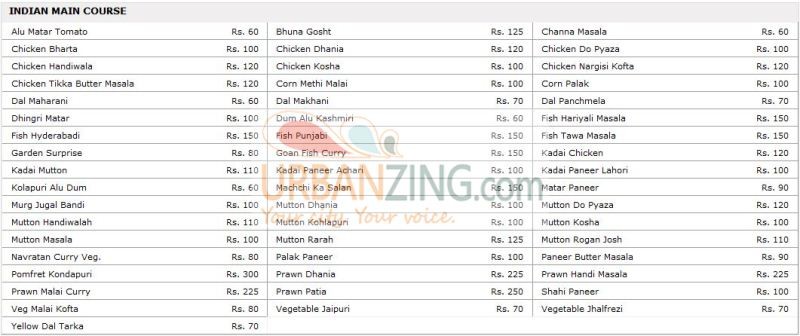 INDIAN MAIN COURSE
Alu Matar Tomato Rs. 60 Bhuna Gosht Rs. 125 Channa Masala Rs. 60
Chicken Bharta Rs. 100 Chicken Dhania Rs. 120 Chicken Do Pyaza Rs. 100
Chicken Handiwala Rs. 120 Chicken Kosha Rs. 100 Chicken Nargisi Kofta Rs. 120
Chicken Tikka Butter Masala Rs. 120 Corn Methi Malai Rs. 100 Corn Palak Rs. 100
Dal Maharani Rs. 60 Dal Makhani Rs. 70 Dal Panchmela Rs. 70
Dhingri Matar Rs. 100 Dum Alu Kashmiri Rs. 60 Fish Hariyali Masala Rs. 150
Fish Hyderabadi Rs. 150 Fish Punjabi Rs. 150 Fish Tawa Masala Rs. 150
Garden Surprise Rs. 80 Goan Fish Curry Rs. 150 Kadai Chicken Rs. 120
Kadai Mutton Rs. 110 Kadai Paneer Achari Rs. 100 Kadai Paneer Lahori Rs. 100
Kolapuri Alu Dum Rs. 60 Machchi Ka Salan Rs. 150 Matar Paneer Rs. 90
Murg Jugal Bandi Rs. 100 Mutton Dhania Rs. 100 Mutton Do Pyaza Rs. 120
Mutton Handiwalah Rs. 110 Mutton Kohlapuri Rs. 100 Mutton Kosha Rs. 100
Mutton Masala Rs. 100 Mutton Rarah Rs. 125 Mutton Rogan Josh Rs. 110
Navratan Curry Veg. Rs. 80 Palak Paneer Rs. 100 Paneer Butter Masala Rs. 90
Pomfret Kondapuri Rs. 300 Prawn Dhania Rs. 225 Prawn Handi Masala Rs. 225
Prawn Malai Curry Rs. 225 Prawn Patia Rs. 250 Shahi Paneer Rs. 100
Veg Malai Kofta Rs. 80 Vegetable Jaipuri Rs. 70 Vegetable Jhalfrezi Rs. 70
Yellow Dal Tarka Rs. 70
URBANZING.com
Your city. Your voice.